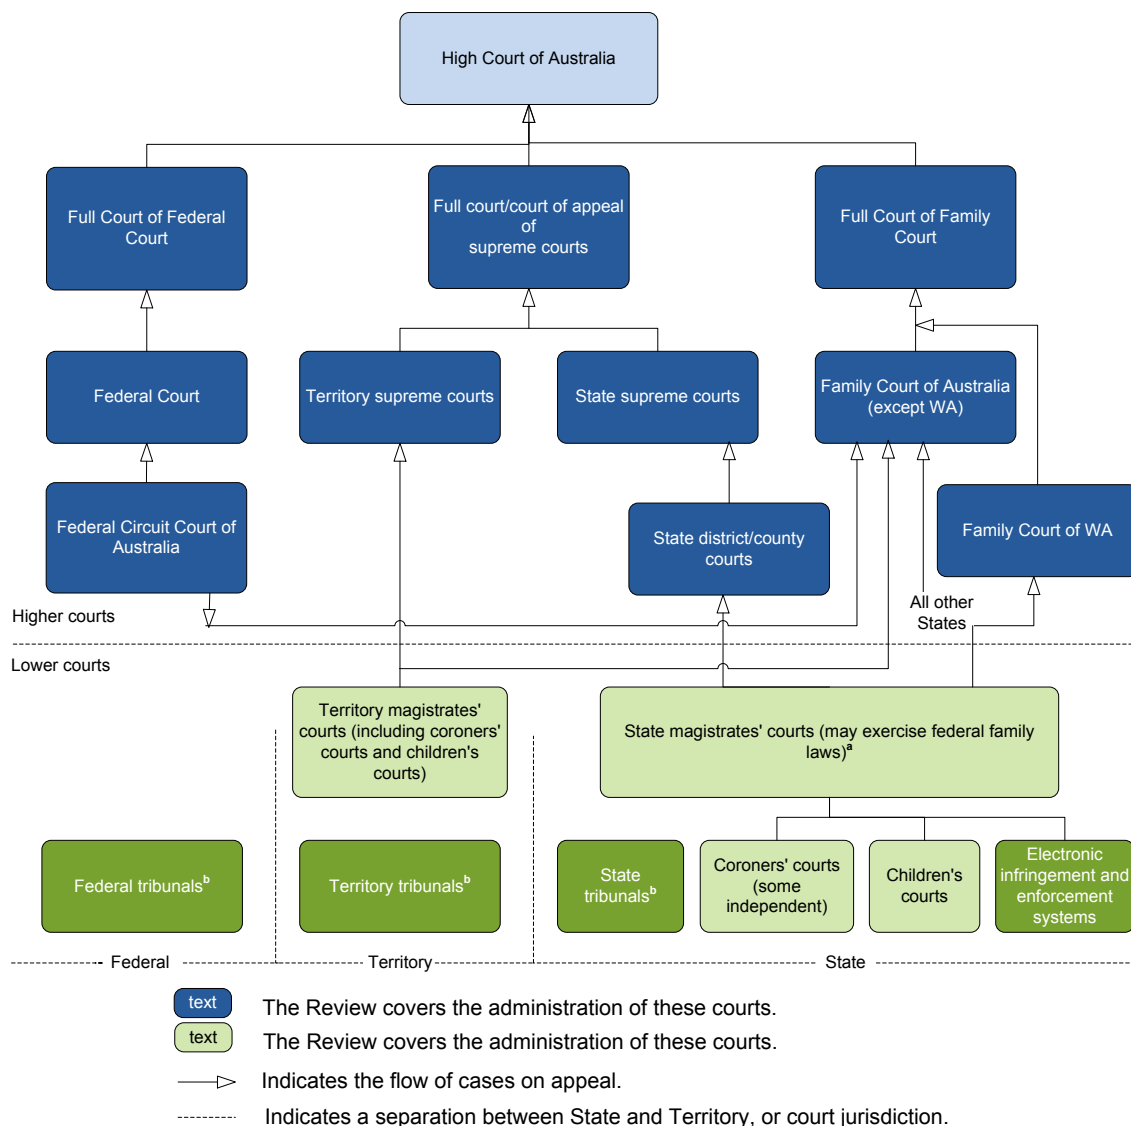 High Court of Australia
Full Court of Federal
Court
Full court/court of appeal
of
supreme courts
Full Court of Family
Court
Federal Court
Territory supreme courts
State supreme courts
Family Court of Australia
(except WA)
Federal Circuit Court of
Australia
State district/county
courts
Family Court of WA
All other
States
Higher courts
Lower courts
Territory magistrates'
courts (including coroners'
courts and children's
courts)
State magistrates' courts (may exercise federal family
laws)a
Federal tribunalsb
Territory tribunalsb
State
tribunalsb
Coroners' courts
(some
independent)
Children's
courts
Electronic
infringement and
enforcement
systems
Federal
Territory
State
text The Review covers the administration of these courts.
text The Review covers the administration of these courts.
Indicates the flow of cases on appeal.
Indicates a separation between State and Territory, or court jurisdiction.